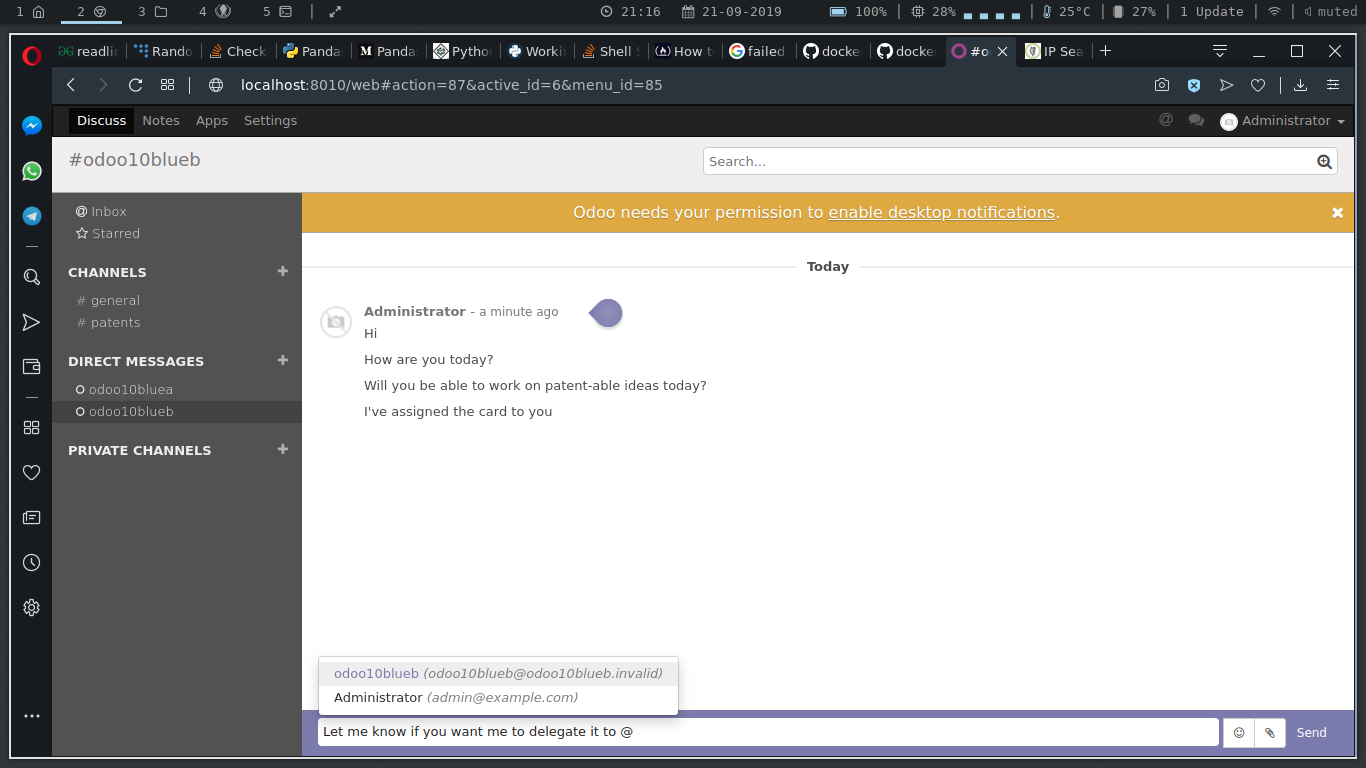 1 2 3 4 5 21:16 21-09-2019 100% 28% 25°C 27% 1 Update muted
readlin Rando Check Panda Panda Pytho Worki Shell S How t failed docke docke #o IP Sea
localhost:8010/web#action=87&active_id=6&menu_id=85
Discuss Notes Apps Settings @ Administrator
#odoo10blueb Search...
@ Inbox
Starred
CHANNELS +
# general
# patents
DIRECT MESSAGES +
odoo10bluea
odoo10blueb
PRIVATE CHANNELS +
Odoo needs your permission to enable desktop notifications.
Today
Administrator - a minute ago
Hi
How are you today?
Will you be able to work on patent-able ideas today?
I've assigned the card to you
odoo10blueb (odoo10blueb@odoo10blueb.invalid)
Administrator (admin@example.com)
Let me know if you want me to delegate it to @ Send